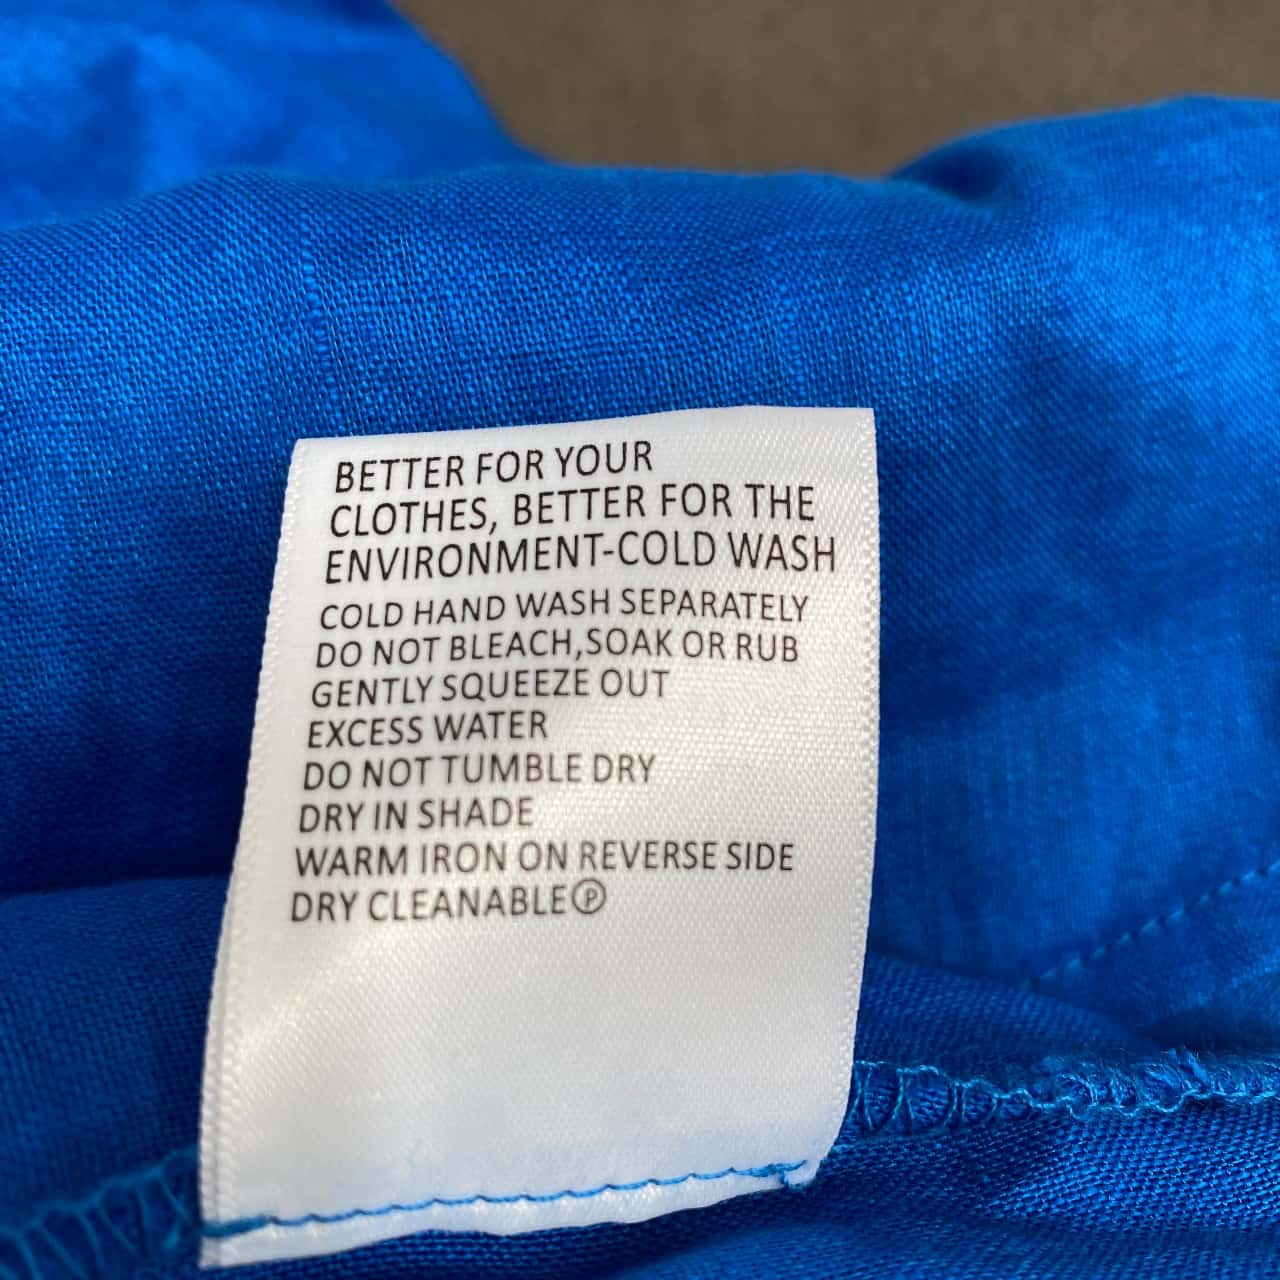 BETTER FOR YOUR
CLOTHES, BETTER FOR THE
ENVIRONMENT-COLD WASH
COLD HAND WASH SEPARATELY
DO NOT BLEACH,SOAK OR RUB
GENTLY SQUEEZE OUT
EXCESS WATER
DO NOT TUMBLE DRY
DRY IN SHADE
WARM IRON ON REVERSE SIDE
DRY CLEANABLEⓅ